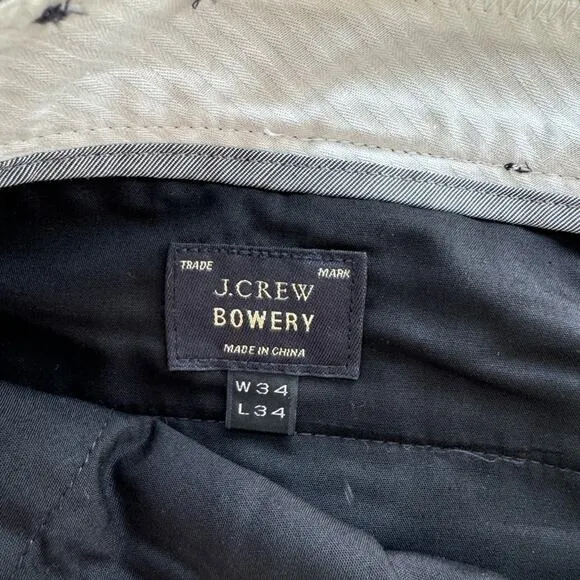 TRADE MARK
J.CREW
BOWERY
MADE IN CHINA
W34
L34